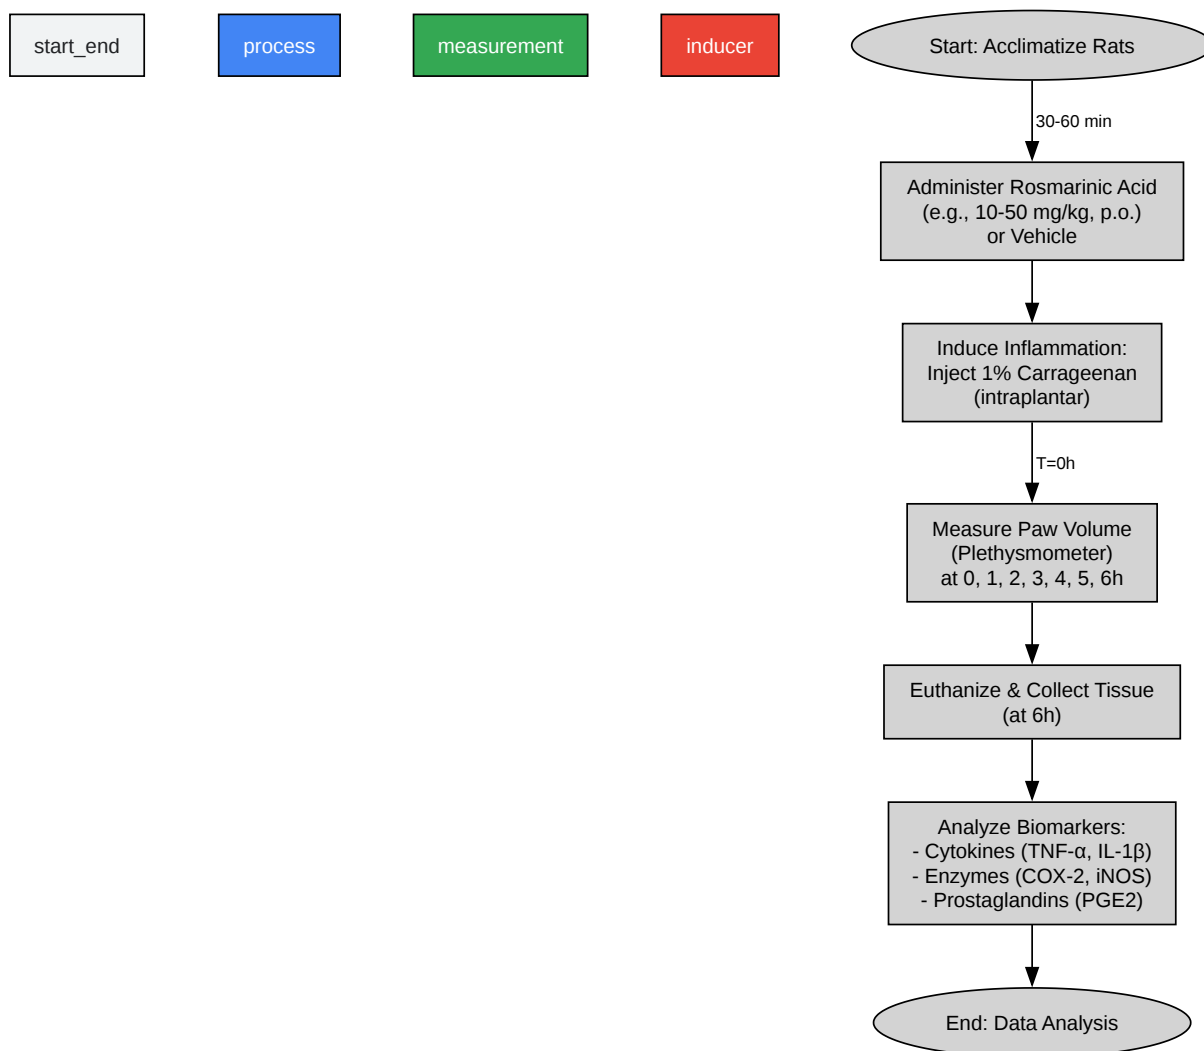 start_end
process
measurement
inducer
Start: Acclimatize Rats
30-60 min
Administer Rosmarinic Acid
(e.g., 10-50 mg/kg, p.o.)
or Vehicle
Induce Inflammation:
Inject 1% Carrageenan
(intraplantar)
T=0h
Measure Paw Volume
(Plethysmometer)
at 0, 1, 2, 3, 4, 5, 6h
Euthanize & Collect Tissue
(at 6h)
Analyze Biomarkers:
- Cytokines (TNF-α, IL-1β)
- Enzymes (COX-2, iNOS)
- Prostaglandins (PGE2)
End: Data Analysis